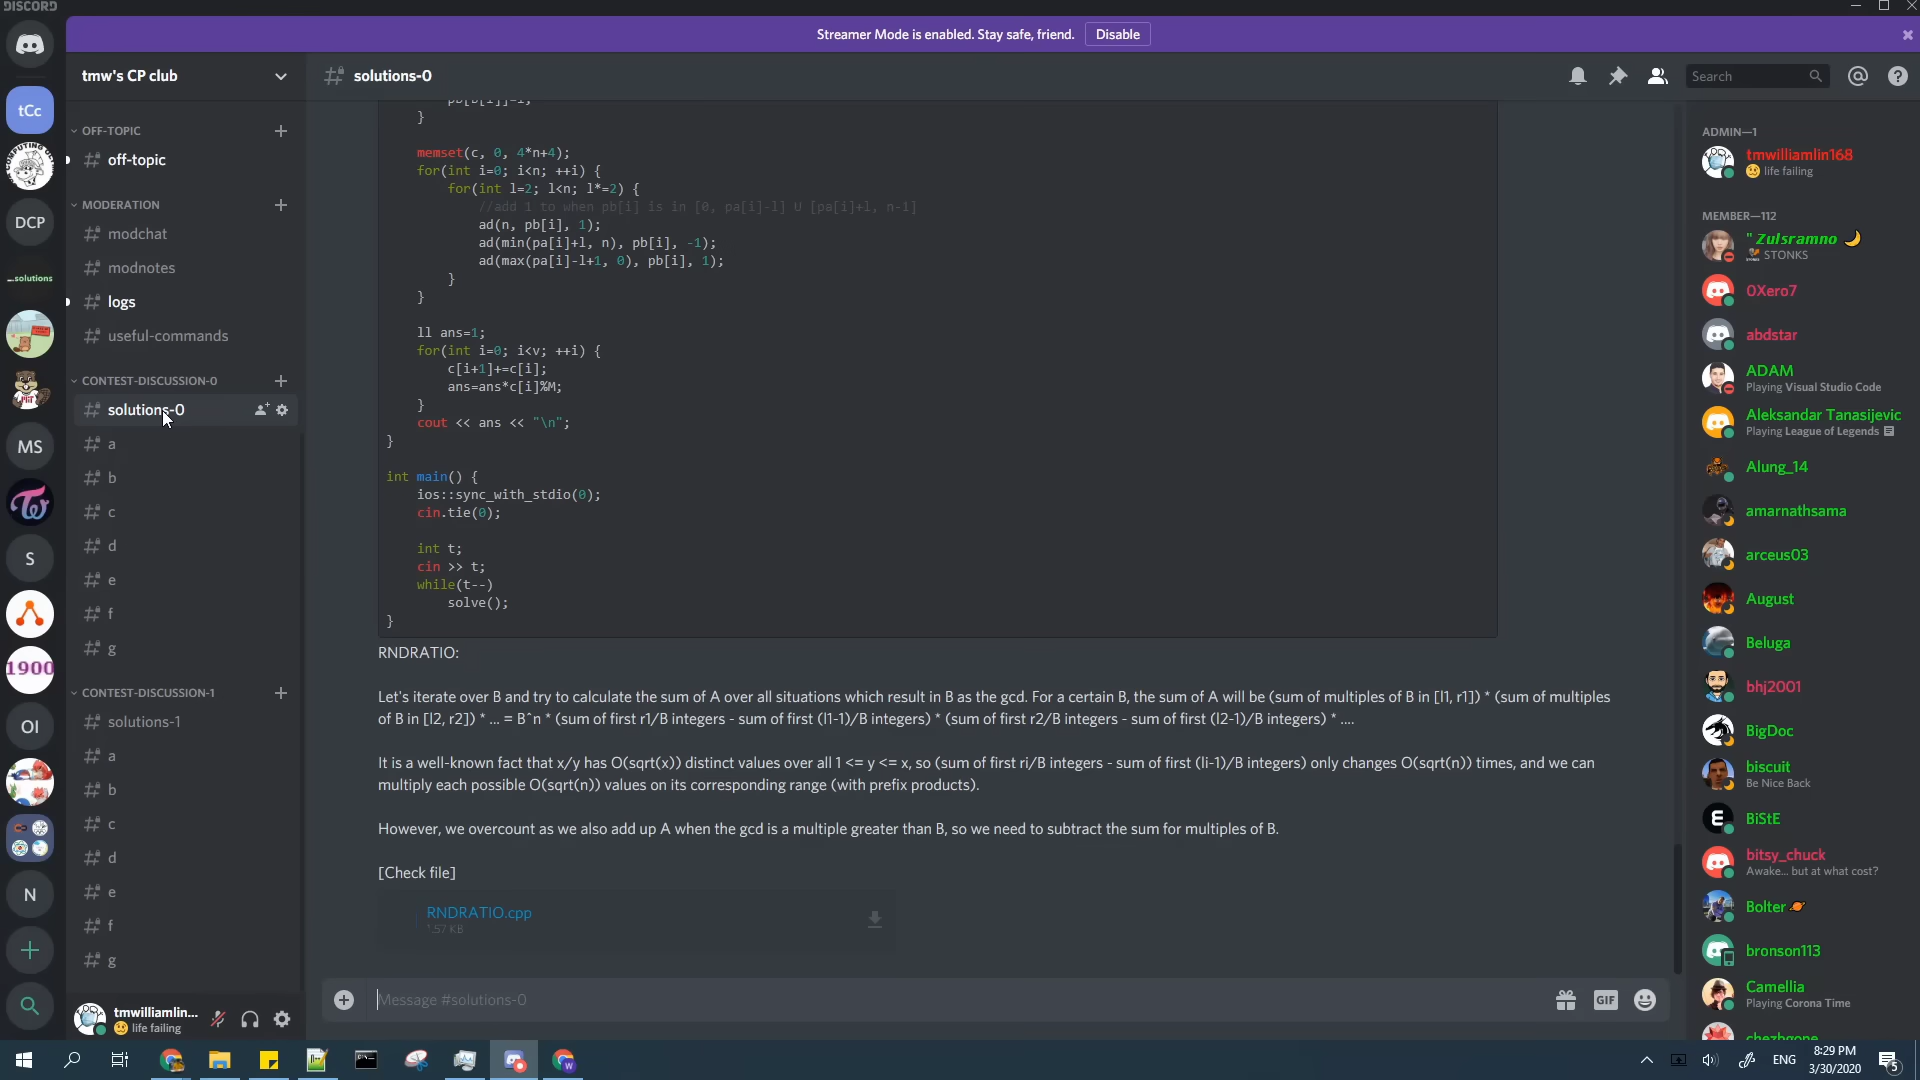 DISCORD
Streamer Mode is enabled. Stay safe, friend.
Disable
tmw's CP club
solutions-0
Search
tCc
DCP
.solutions
MS
S
1900
OI
N
OFF-TOPIC
off-topic
MODERATION
modchat
modnotes
logs
useful-commands
CONTEST-DISCUSSION-0
solutions-0
a
b
c
d
e
f
g
CONTEST-DISCUSSION-1
solutions-1
a
b
c
d
e
f
g
tmwilliamlin...
life failing
}
memset(c, 0, 4*n+4);
for(int i=0; i<n; ++i) {
for(int l=2; l<n; l*=2) {
//add 1 to when pb[i] is in [0, pa[i]-l] U [pa[i]+l, n-1]
ad(n, pb[i], 1);
ad(min(pa[i]+l, n), pb[i], -1);
ad(max(pa[i]-l+1, 0), pb[i], 1);
}
}
ll ans=1;
for(int i=0; i<v; ++i) {
c[i+1]+=c[i];
ans=ans*c[i]%M;
}
cout << ans << "\n";
}
int main() {
ios::sync_with_stdio(0);
cin.tie(0);
int t;
cin >> t;
while(t--)
solve();
}
RNDRATIO:
Let's iterate over B and try to calculate the sum of A over all situations which result in B as the gcd. For a certain B, the sum of A will be (sum of multiples of B in [l1, r1]) * (sum of multiples
of B in [l2, r2]) * ... = B^n * (sum of first r1/B integers - sum of first (l1-1)/B integers) * (sum of first r2/B integers - sum of first (l2-1)/B integers) * ....
It is a well-known fact that x/y has O(sqrt(x)) distinct values over all 1 <= y <= x, so (sum of first ri/B integers - sum of first (li-1)/B integers) only changes O(sqrt(n)) times, and we can
multiply each possible O(sqrt(n)) values on its corresponding range (with prefix products).
However, we overcount as we also add up A when the gcd is a multiple greater than B, so we need to subtract the sum for multiples of B.
[Check file]
RNDRATIO.cpp
Message #solutions-0
GIF
ADMIN—1
tmwilliamlin168
life failing
MEMBER—112
" Zulsramno
STONKS
0Xero7
abdstar
ADAM
Playing Visual Studio Code
Aleksandar Tanasijevic
Playing League of Legends
Alung_14
amarnathsama
arceus03
August
Beluga
bhj2001
BigDoc
biscuit
Be Nice Back
BiStE
bitsy_chuck
Awake... but at what cost?
Bolter
bronson113
Camellia
Playing Corona Time
ENG
8:29 PM
3/30/2020
5